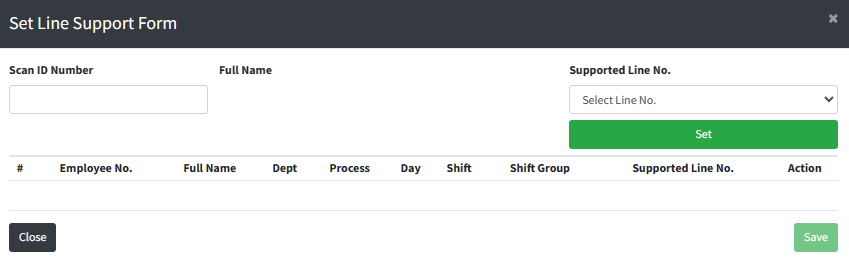 Set Line Support Form ×
Scan ID Number Full Name Supported Line No.
Select Line No.
Set
# Employee No. Full Name Dept Process Day Shift Shift Group Supported Line No. Action
Close Save